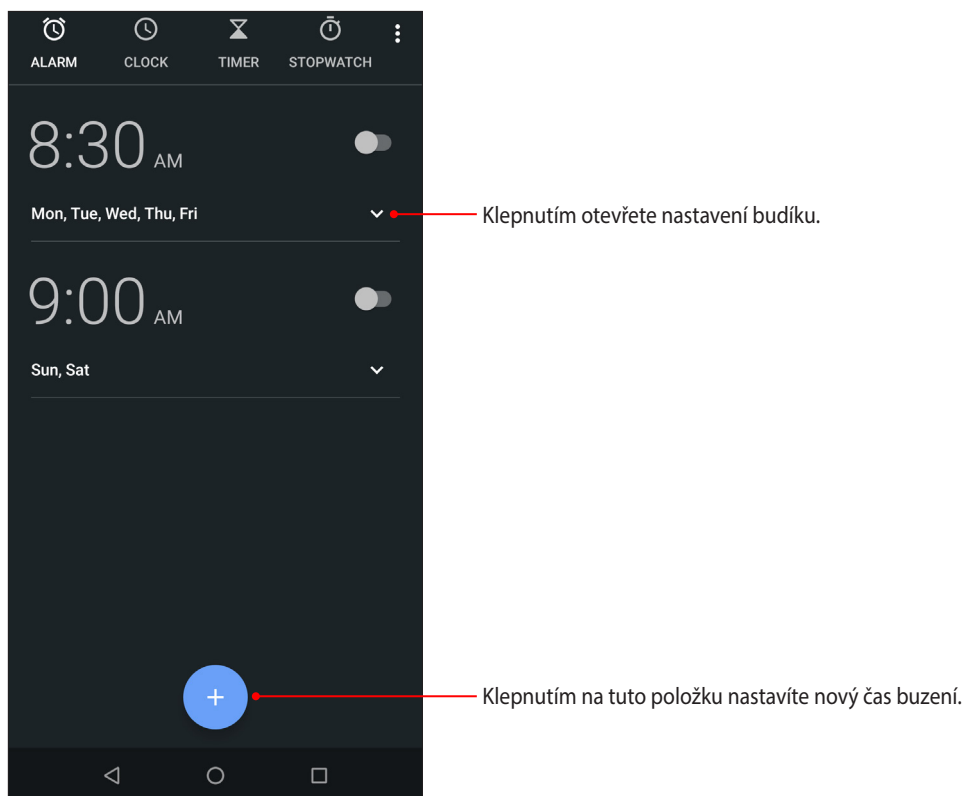 ALARM CLOCK TIMER STOPWATCH
8:30 AM
Mon, Tue, Wed, Thu, Fri
Klepnutím otevřete nastavení budíku.
9:00 AM
Sun, Sat
Klepnutím na tuto položku nastavíte nový čas buzení.